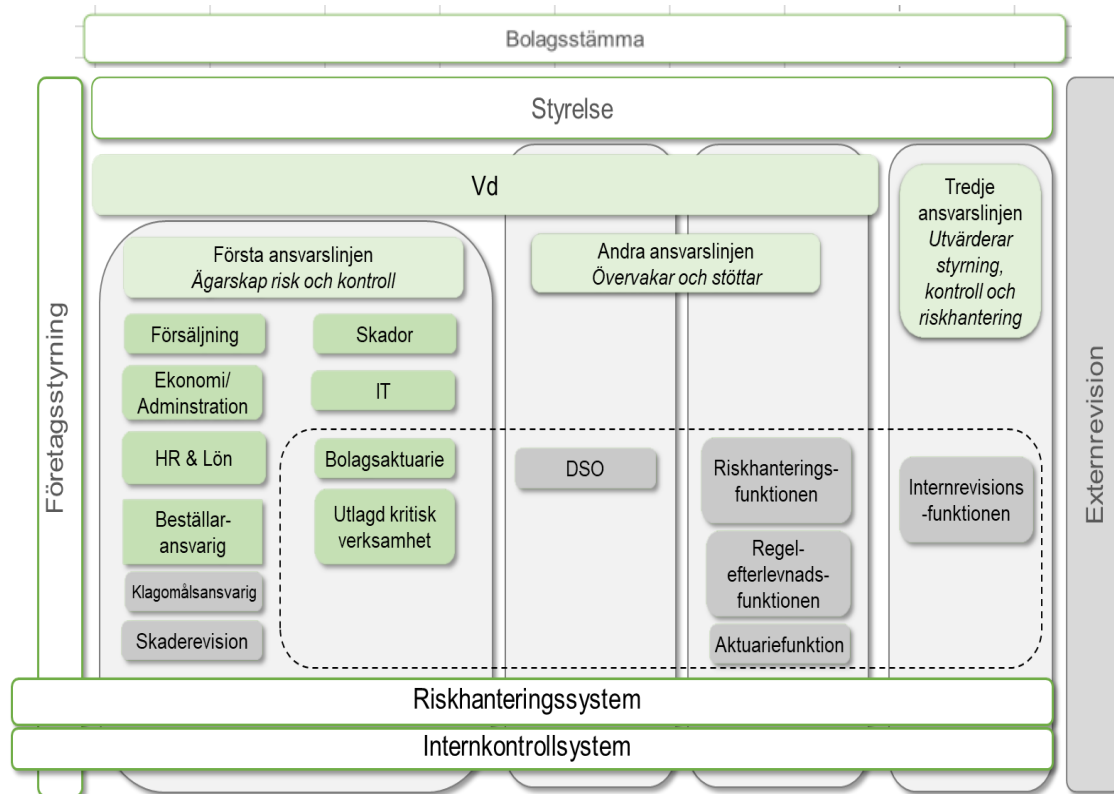 Bolagsstämma
Företagsstyrning
Styrelse
Externrevision
Vd
Första ansvarslinjen
Ägarskap risk och kontroll
Försäljning
Skador
Ekonomi/
Adminstration
IT
HR & Lön
Bolagsaktuarie
Beställar-
ansvarig
Utlagd kritisk
verksamhet
Klagomålsansvarig
Skaderevision
Andra ansvarslinjen
Övervakar och stöttar
DSO
Riskhanterings-
funktionen
Regel-
efterlevnads-
funktionen
Aktuariefunktion
Tredje
ansvarslinjen
Utvärderar
styrning,
kontroll och
riskhantering
Internrevisions
-funktionen
Riskhanteringssystem
Internkontrollsystem